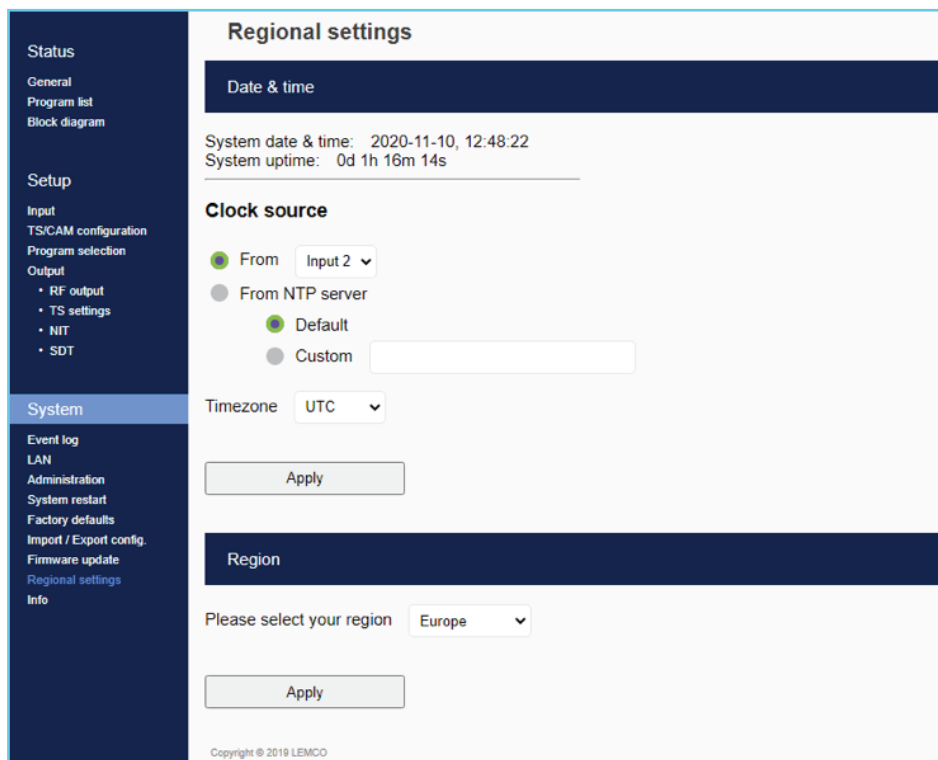 Status
General
Program list
Block diagram
Setup
Input
TS/CAM configuration
Program selection
Output
• RF output
• TS settings
• NIT
• SDT
System
Event log
LAN
Administration
System restart
Factory defaults
Import / Export config.
Firmware update
Regional settings
Info
Regional settings
Date & time
System date & time: 2020-11-10, 12:48:22
System uptime: 0d 1h 16m 14s
Clock source
From Input 2
From NTP server
Default
Custom
Timezone UTC
Apply
Region
Please select your region Europe
Apply
Copyright © 2019 LEMCO